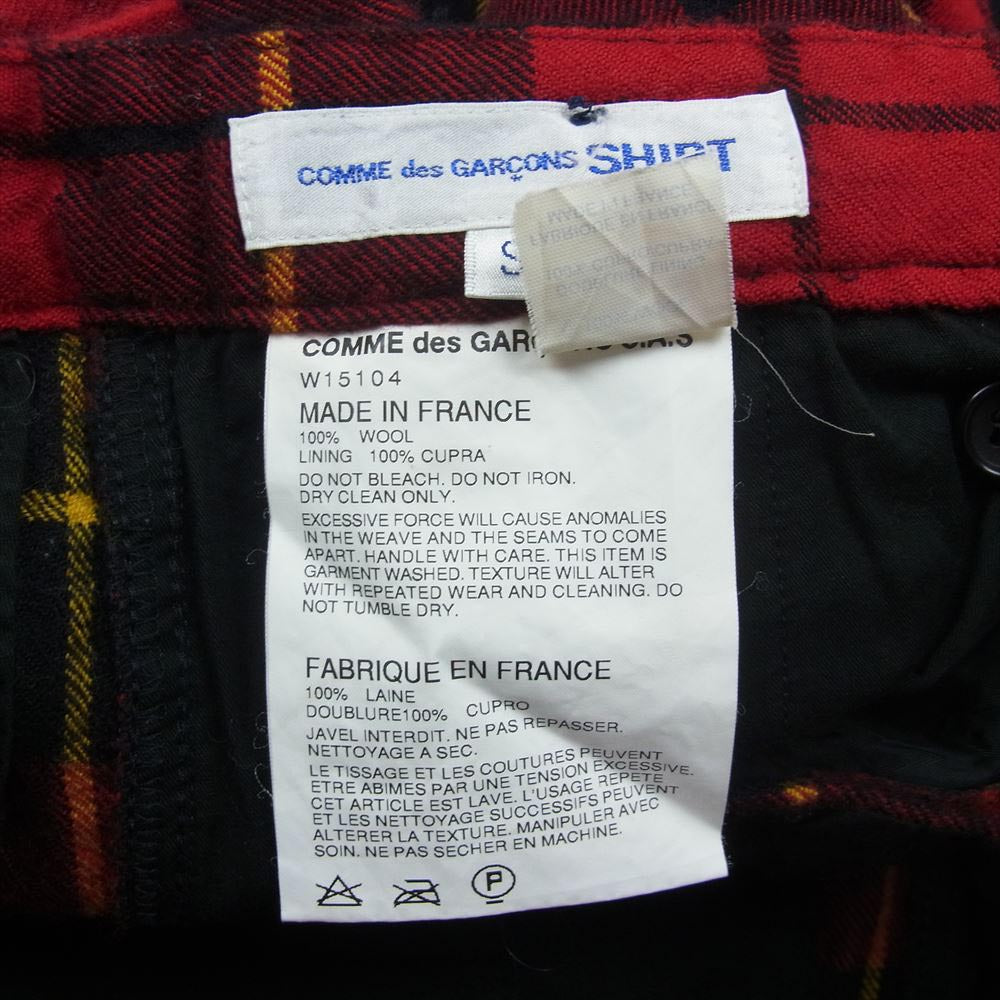 COMME des GARÇONS SHIRT
S
COMME des GARÇONS S.A.S
W15104
MADE IN FRANCE
100% WOOL
LINING 100% CUPRA
DO NOT BLEACH. DO NOT IRON.
DRY CLEAN ONLY.
EXCESSIVE FORCE WILL CAUSE ANOMALIES
IN THE WEAVE AND THE SEAMS TO COME
APART. HANDLE WITH CARE. THIS ITEM IS
GARMENT WASHED. TEXTURE WILL ALTER
WITH REPEATED WEAR AND CLEANING. DO
NOT TUMBLE DRY.
FABRIQUE EN FRANCE
100% LAINE
DOUBLURE100% CUPRO
JAVEL INTERDIT. NE PAS REPASSER.
NETTOYAGE A SEC.
LE TISSAGE ET LES COUTURES PEUVENT
ETRE ABIMES PAR UNE TENSION EXCESSIVE.
CET ARTICLE EST LAVE. L'USAGE REPETE
ET LES NETTOYAGE SUCCESSIFS PEUVENT
ALTERER LA TEXTURE. MANIPULER AVEC
SOIN. NE PAS SECHER EN MACHINE.
P